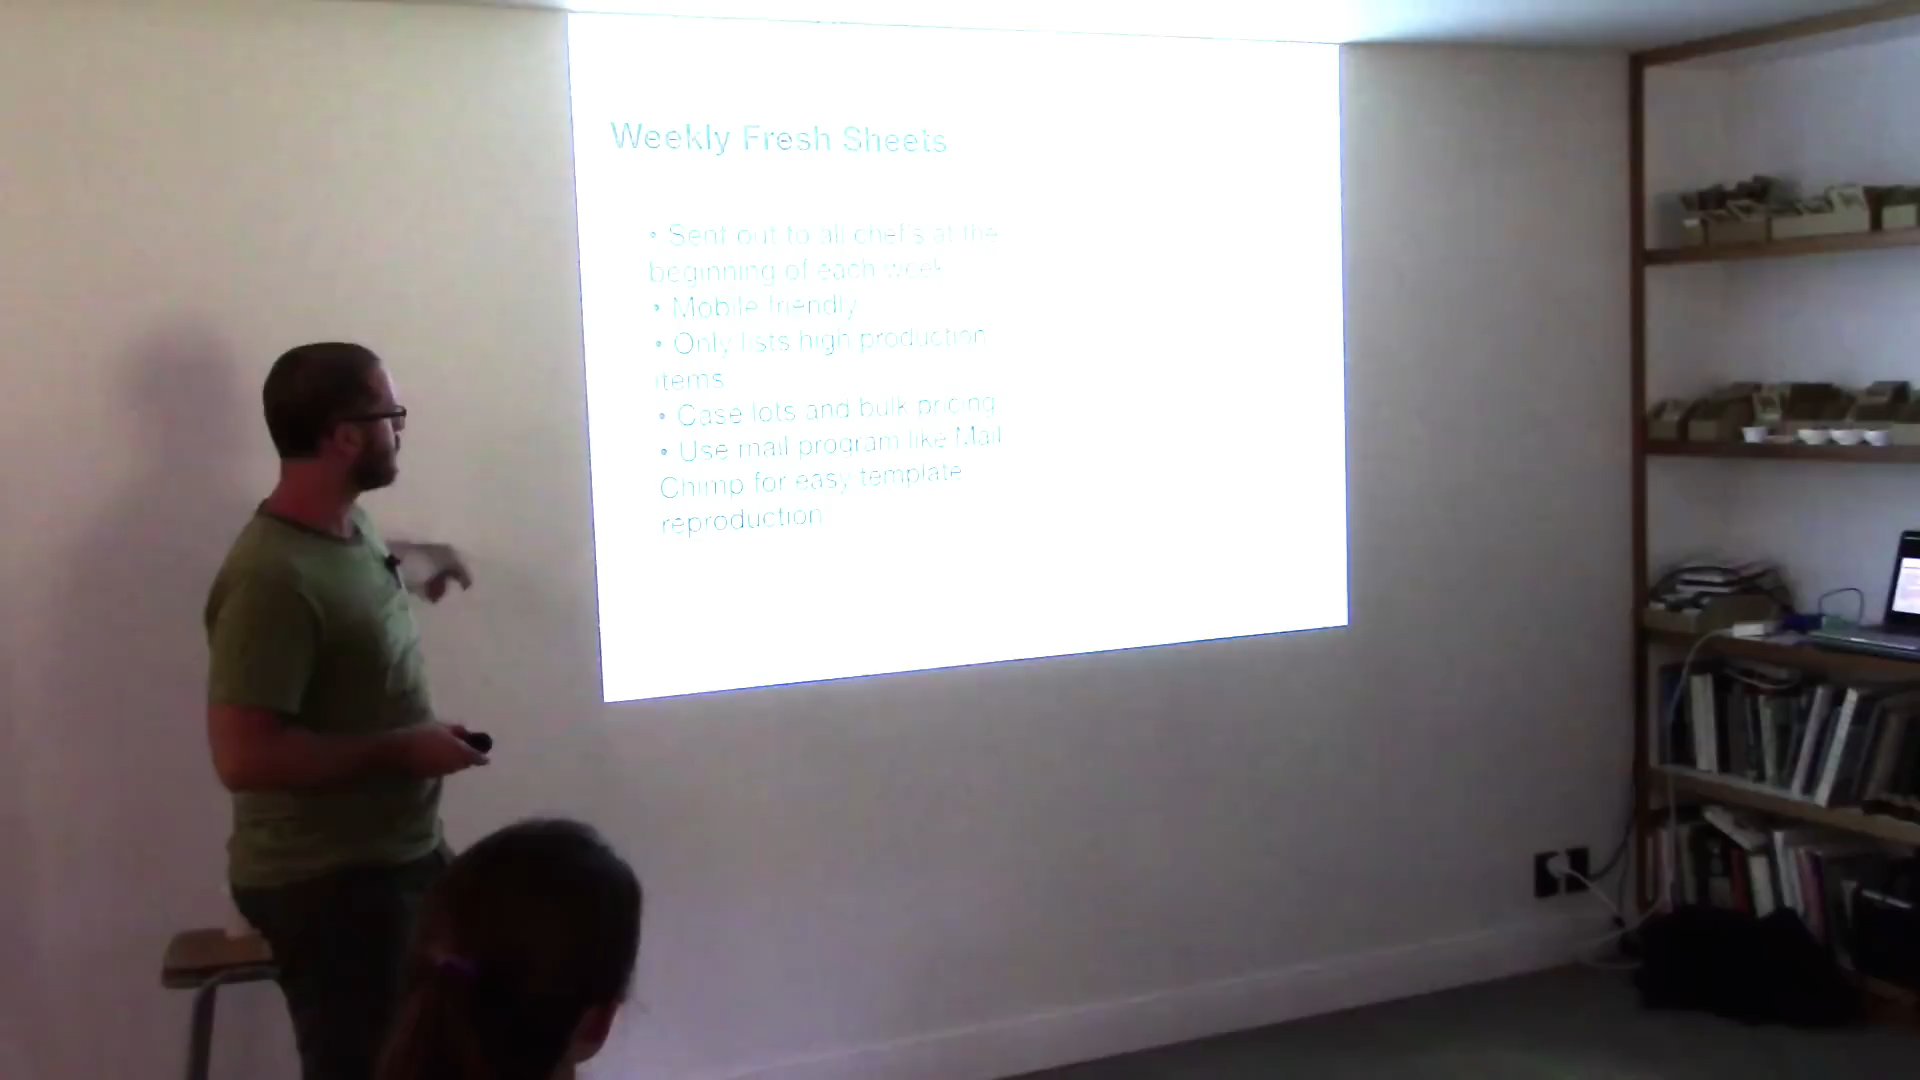 Weekly Fresh Sheets
• Sent out to all chef's at the
beginning of each week
• Mobile friendly
• Only lists high production
items
• Case lots and bulk pricing
• Use mail program like Mail
Chimp for easy template
reproduction